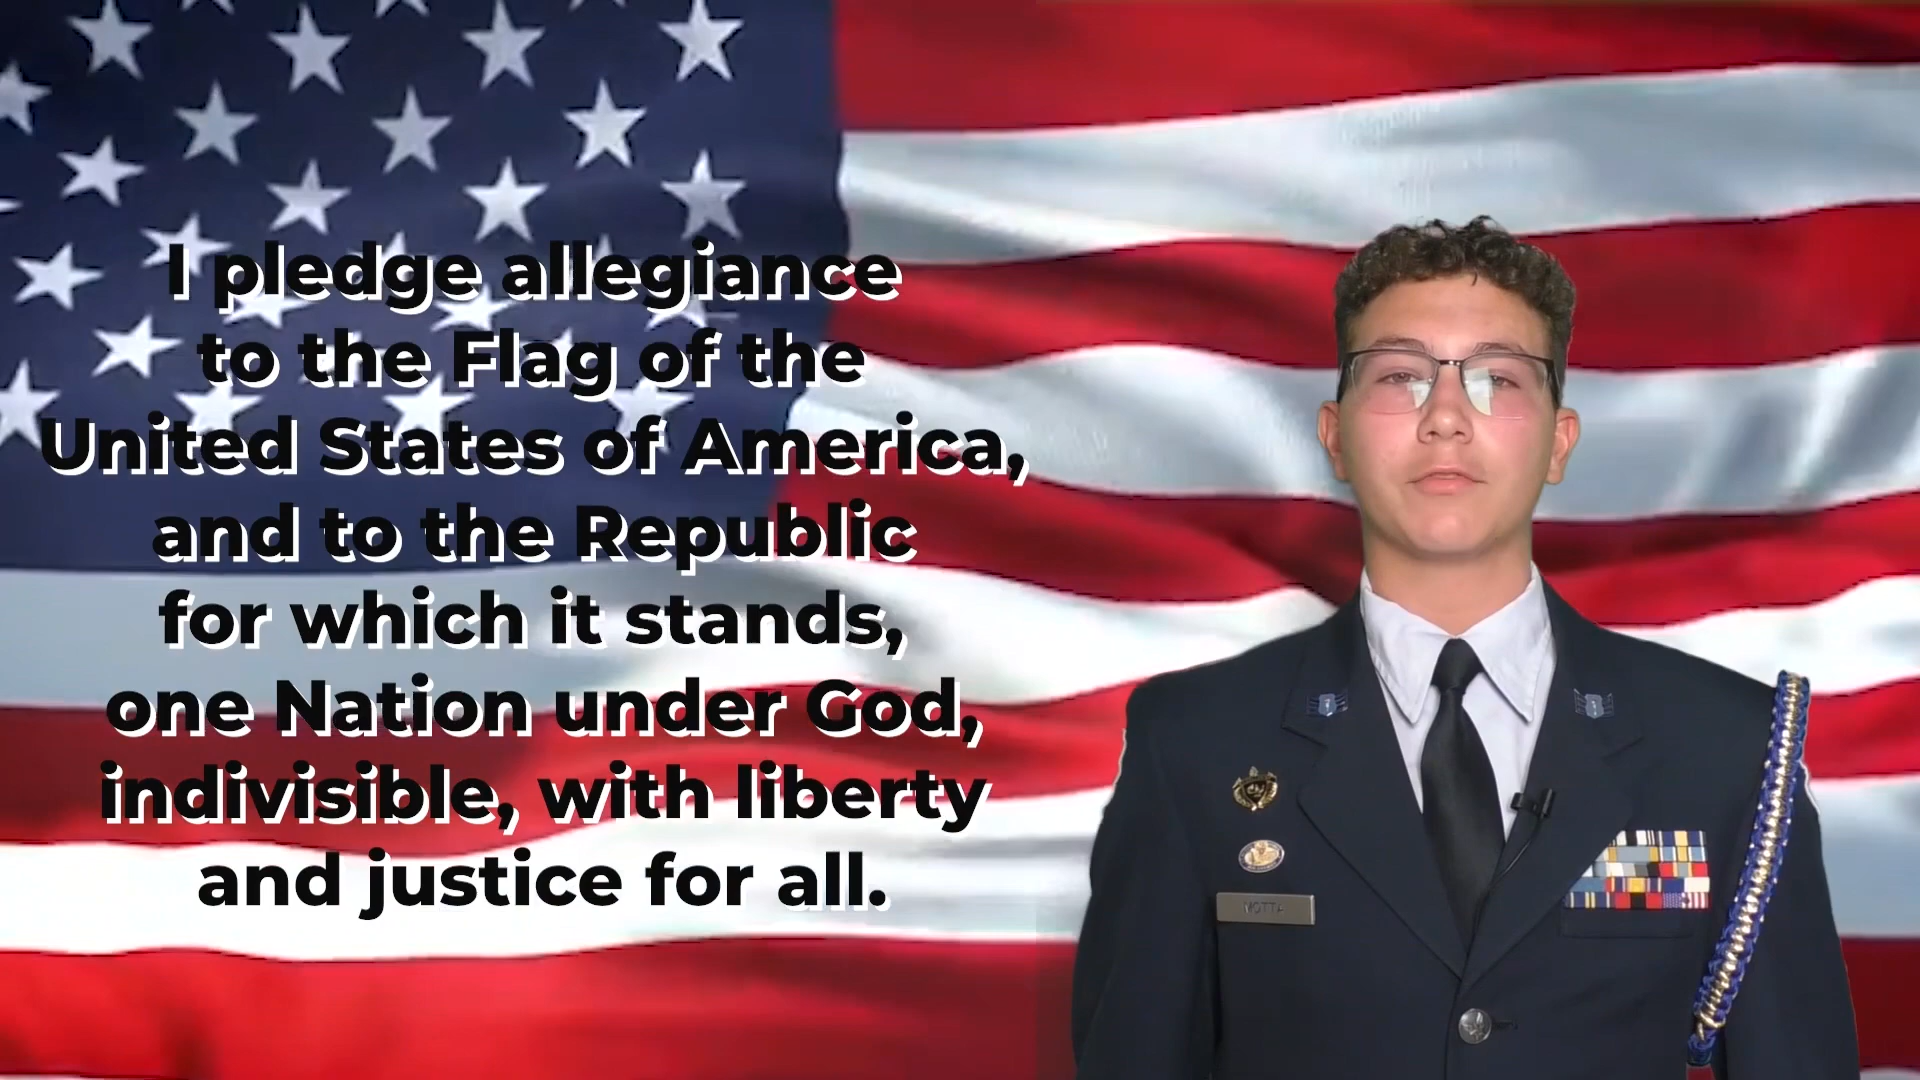 I pledge allegiance
to the Flag of the
United States of America,
and to the Republic
for which it stands,
one Nation under God,
indivisible, with liberty
and justice for all.
MOTTA